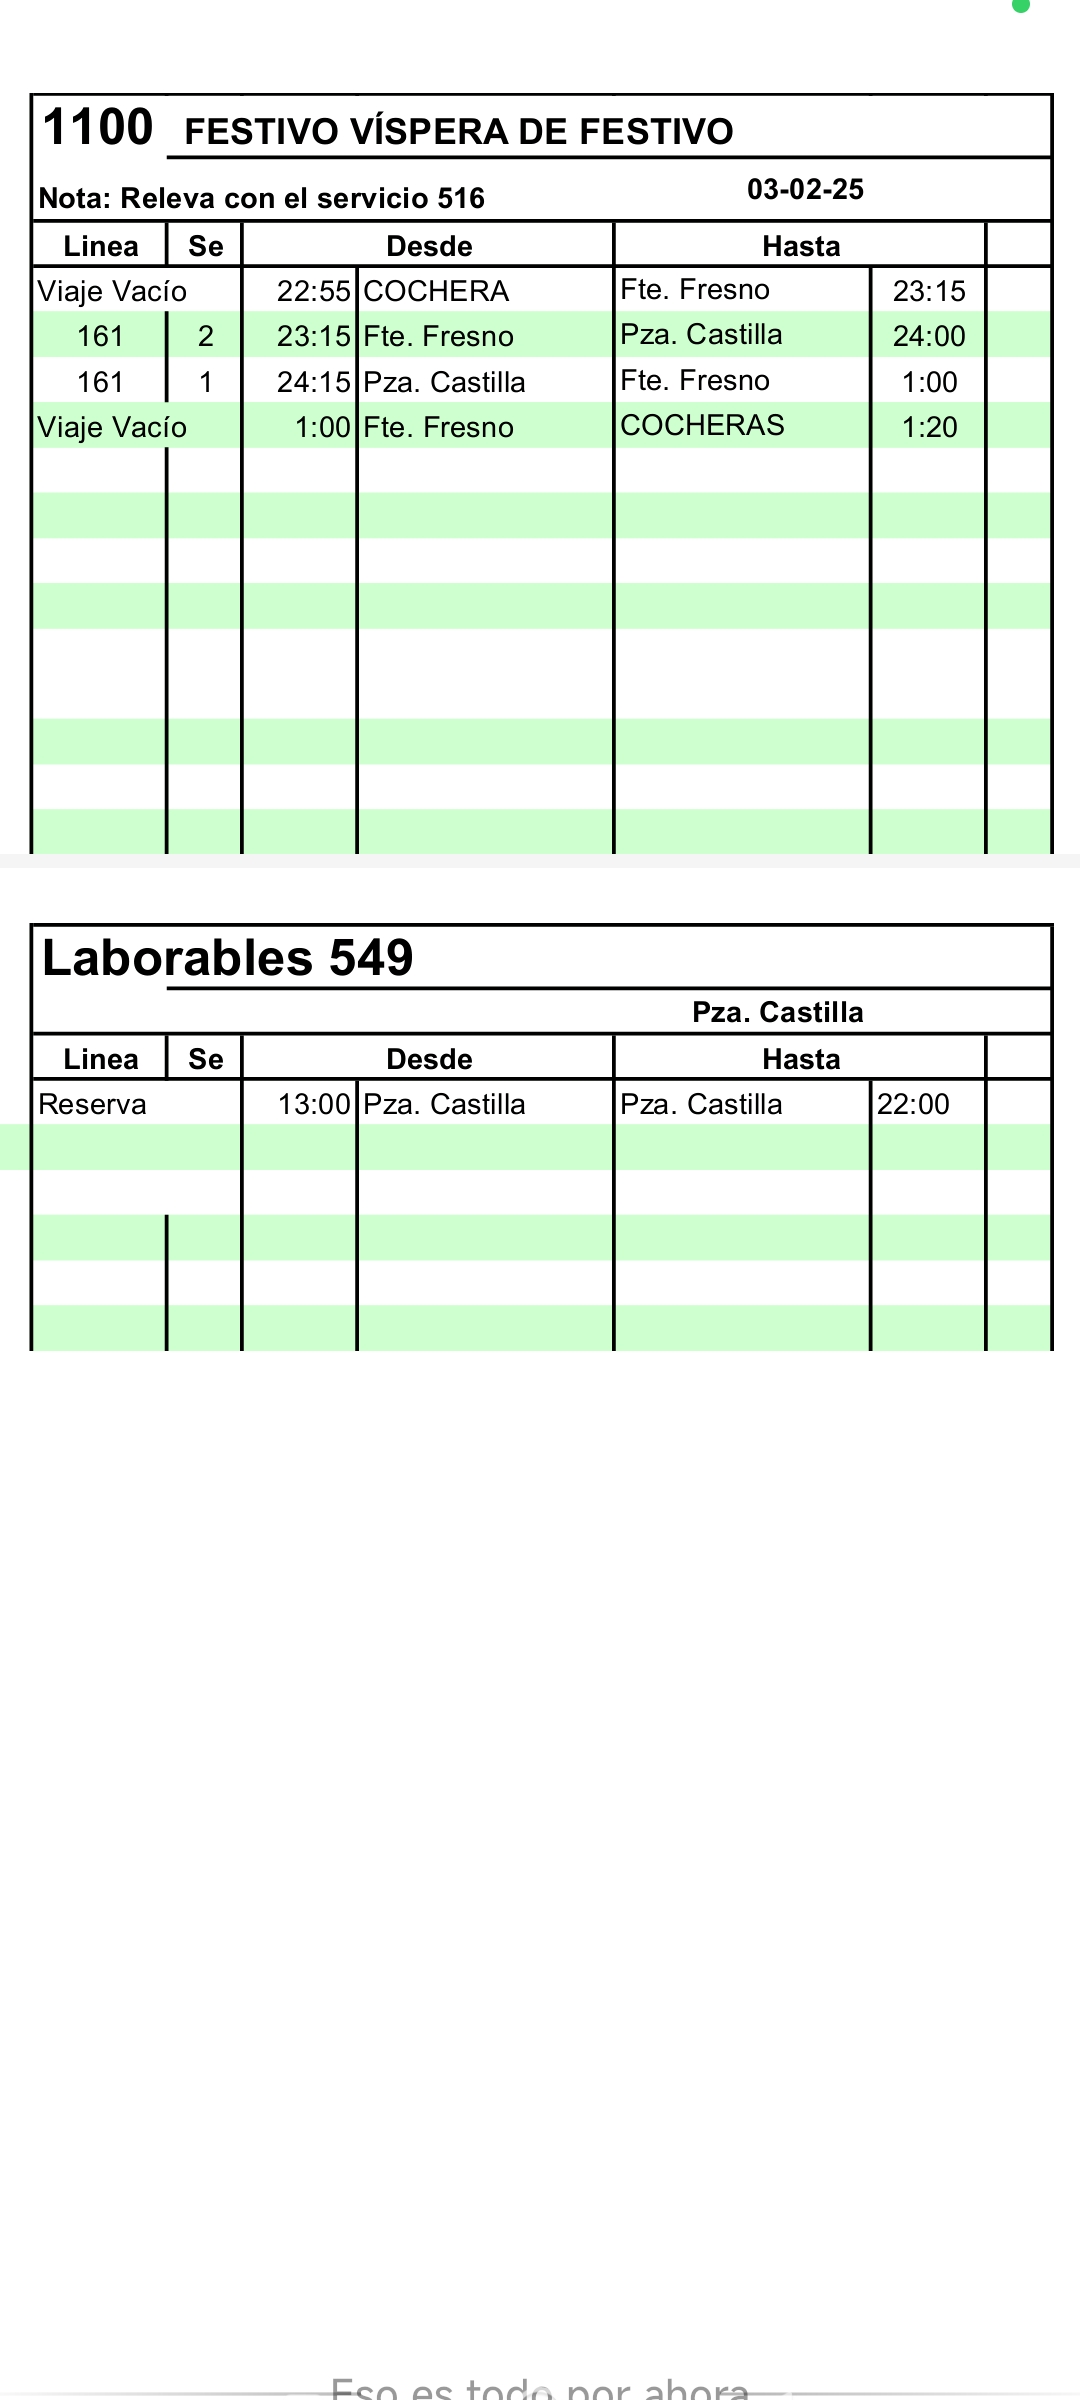 1100 FESTIVO VÍSPERA DE FESTIVO
Nota: Releva con el servicio 516 03-02-25
Linea Se Desde Hasta
Viaje Vacío 22:55 COCHERA Fte. Fresno 23:15
161 2 23:15 Fte. Fresno Pza. Castilla 24:00
161 1 24:15 Pza. Castilla Fte. Fresno 1:00
Viaje Vacío 1:00 Fte. Fresno COCHERAS 1:20
Laborables 549
Pza. Castilla
Linea Se Desde Hasta
Reserva 13:00 Pza. Castilla Pza. Castilla 22:00
Eso es todo por ahora